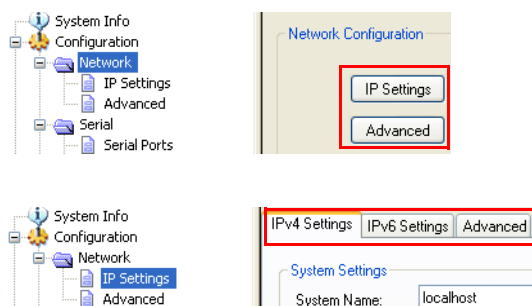 System Info
Configuration
Network
IP Settings
Advanced
Serial
Serial Ports
Network Configuration
IP Settings
Advanced
System Info
Configuration
Network
IP Settings
Advanced
IPv4 Settings IPv6 Settings Advanced
System Settings
System Name: localhost